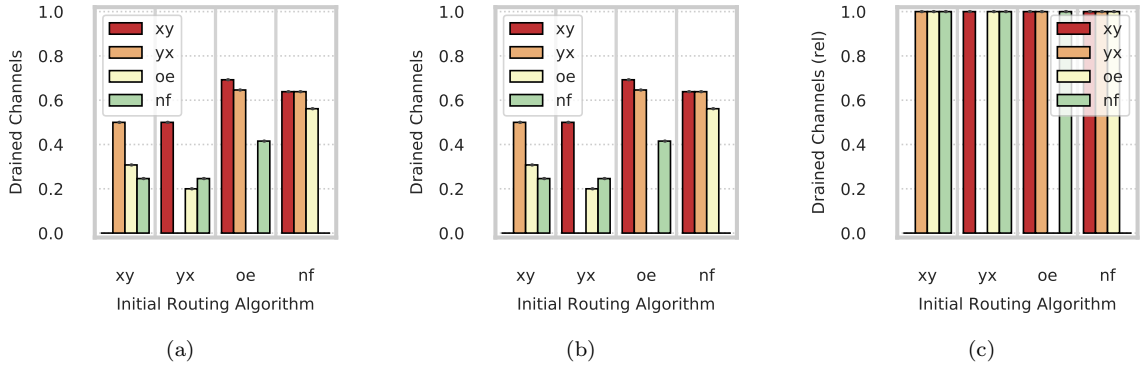 Drained Channels
1.0
0.8
0.6
0.4
0.2
0.0
xy
yx
oe
nf
xy yx oe nf
Initial Routing Algorithm
(a)
Drained Channels
1.0
0.8
0.6
0.4
0.2
0.0
xy
yx
oe
nf
xy yx oe nf
Initial Routing Algorithm
(b)
Drained Channels (rel)
1.0
0.8
0.6
0.4
0.2
0.0
xy
yx
oe
nf
xy yx oe nf
Initial Routing Algorithm
(c)